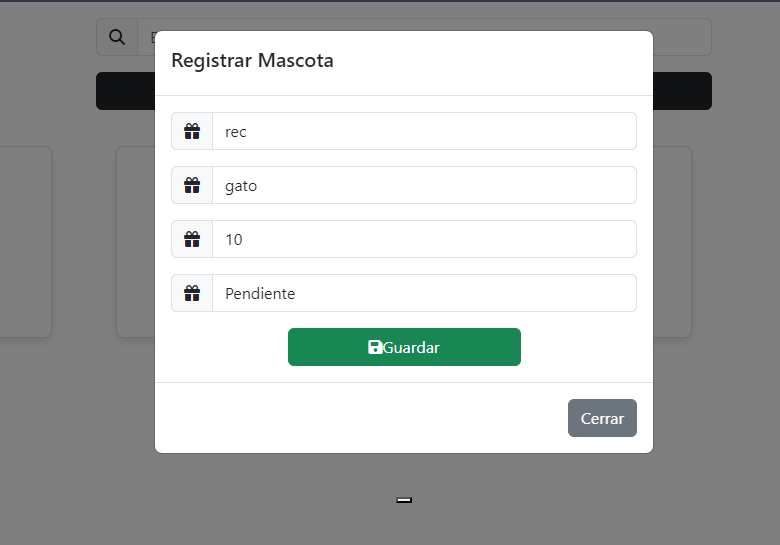 Registrar Mascota
rec
gato
10
Pendiente
Guardar
Cerrar